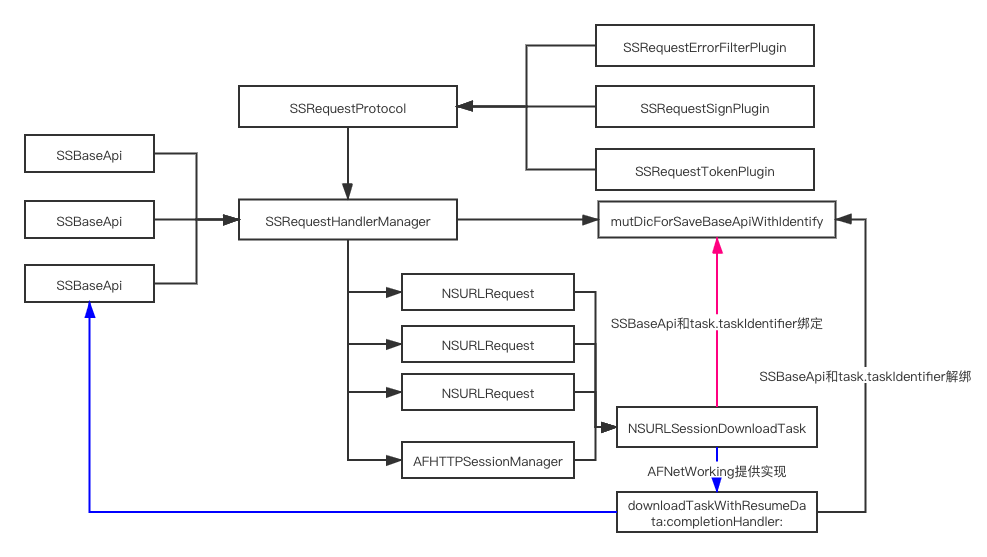 SSRequestErrorFilterPlugin
SSRequestProtocol
SSRequestSignPlugin
SSBaseApi
SSRequestTokenPlugin
SSBaseApi
SSRequestHandlerManager
mutDicForSaveBaseApiWithIdentify
SSBaseApi
NSURLRequest
SSBaseApi和task.taskIdentifier绑定
NSURLRequest
SSBaseApi和task.taskIdentifier解绑
NSURLRequest
NSURLSessionDownloadTask
AFHTTPSessionManager
AFNetWorking提供实现
downloadTaskWithResumeDa
ta:completionHandler: